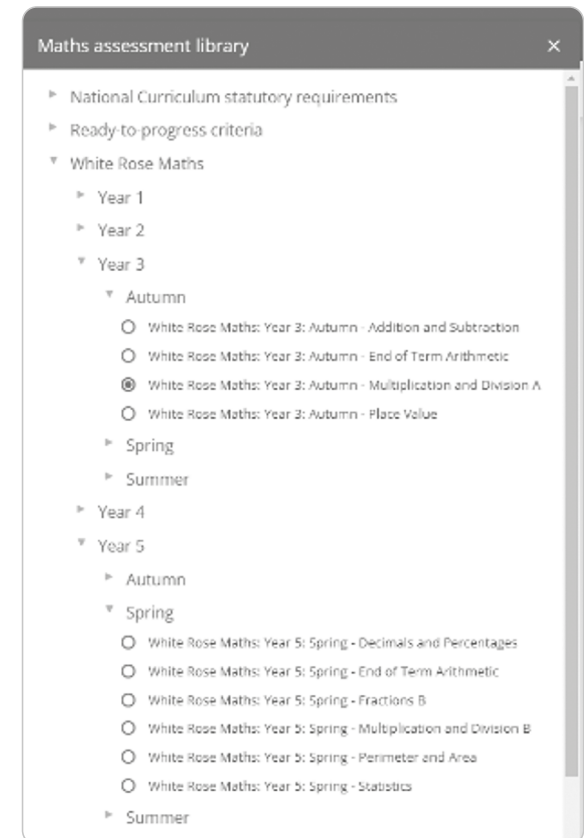 Maths assessment library
National Curriculum statutory requirements
Ready-to-progress criteria
White Rose Maths
Year 1
Year 2
Year 3
Autumn
White Rose Maths: Year 3: Autumn - Addition and Subtraction
White Rose Maths: Year 3: Autumn - End of Term Arithmetic
White Rose Maths: Year 3: Autumn - Multiplication and Division A
White Rose Maths: Year 3: Autumn - Place Value
Spring
Summer
Year 4
Year 5
Autumn
Spring
White Rose Maths: Year 5: Spring - Decimals and Percentages
White Rose Maths: Year 5: Spring - End of Term Arithmetic
White Rose Maths: Year 5: Spring - Fractions B
White Rose Maths: Year 5: Spring - Multiplication and Division B
White Rose Maths: Year 5: Spring - Perimeter and Area
White Rose Maths: Year 5: Spring - Statistics
Summer